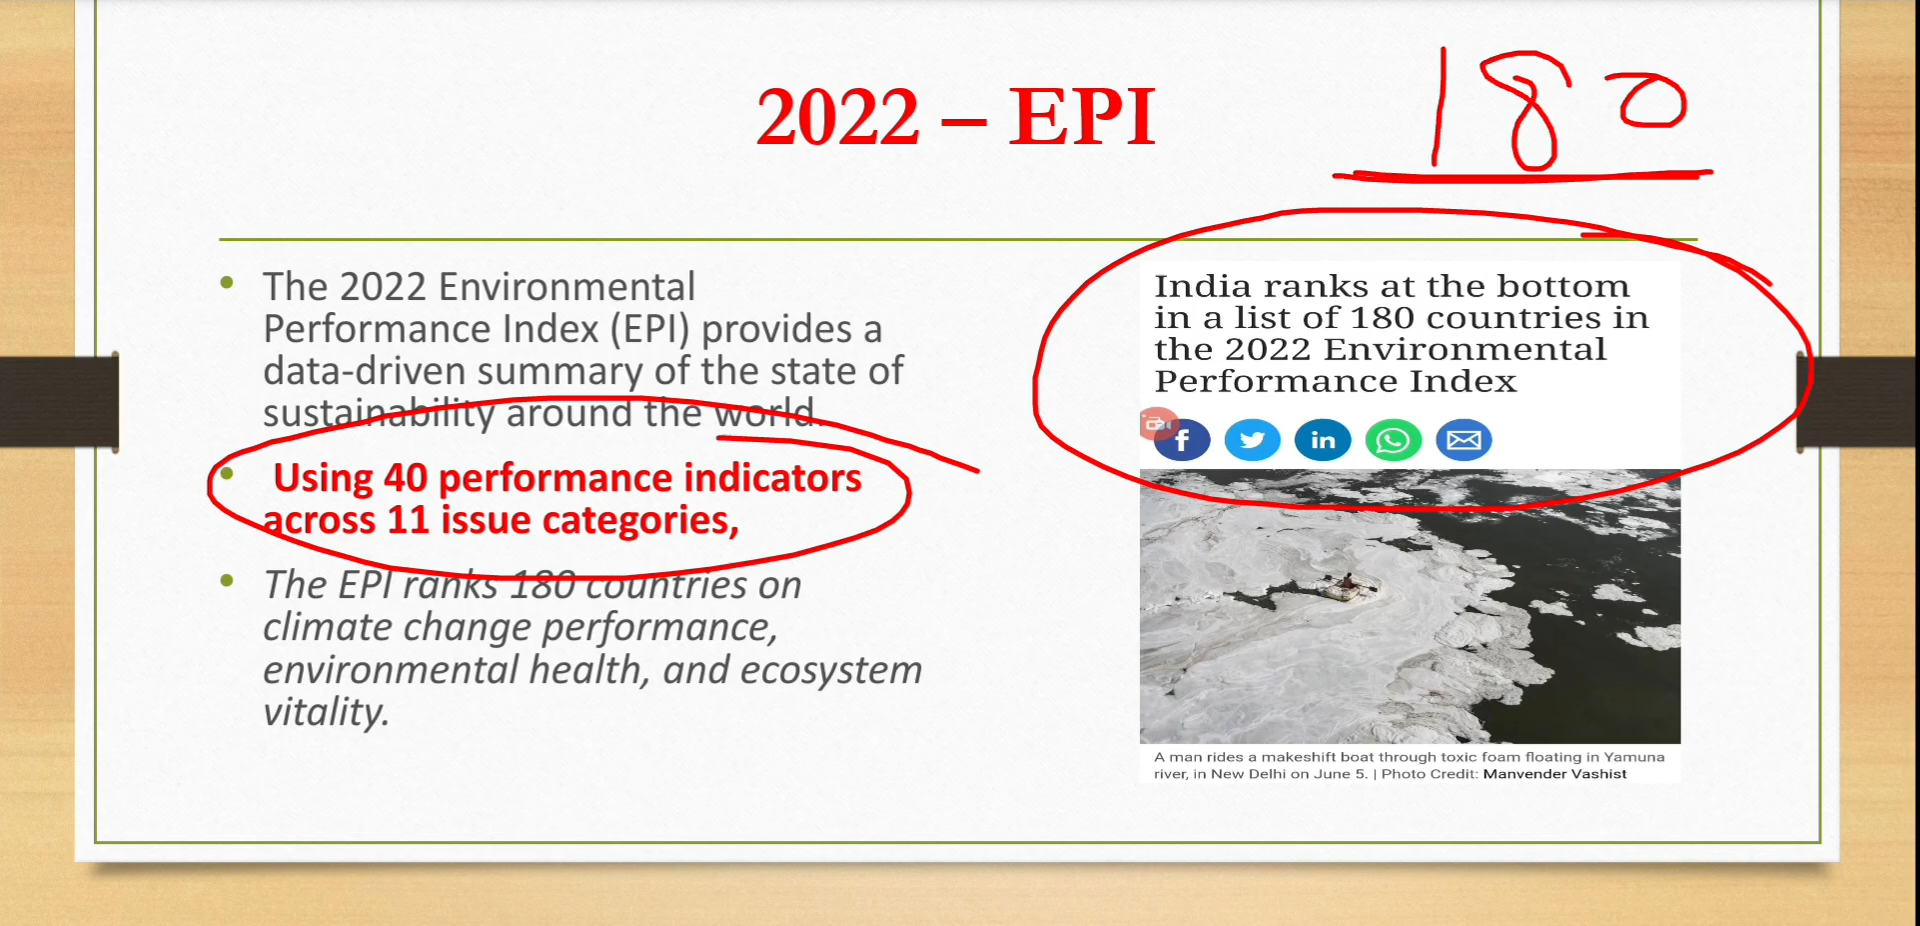 2022 – EPI
180
• The 2022 Environmental
Performance Index (EPI) provides a
data-driven summary of the state of
sustainability around the world.
• Using 40 performance indicators
across 11 issue categories,
• The EPI ranks 180 countries on
climate change performance,
environmental health, and ecosystem
vitality.
India ranks at the bottom
in a list of 180 countries in
the 2022 Environmental
Performance Index
f
in
A man rides a makeshift boat through toxic foam floating in Yamuna
river, in New Delhi on June 5. | Photo Credit: Manvender Vashist